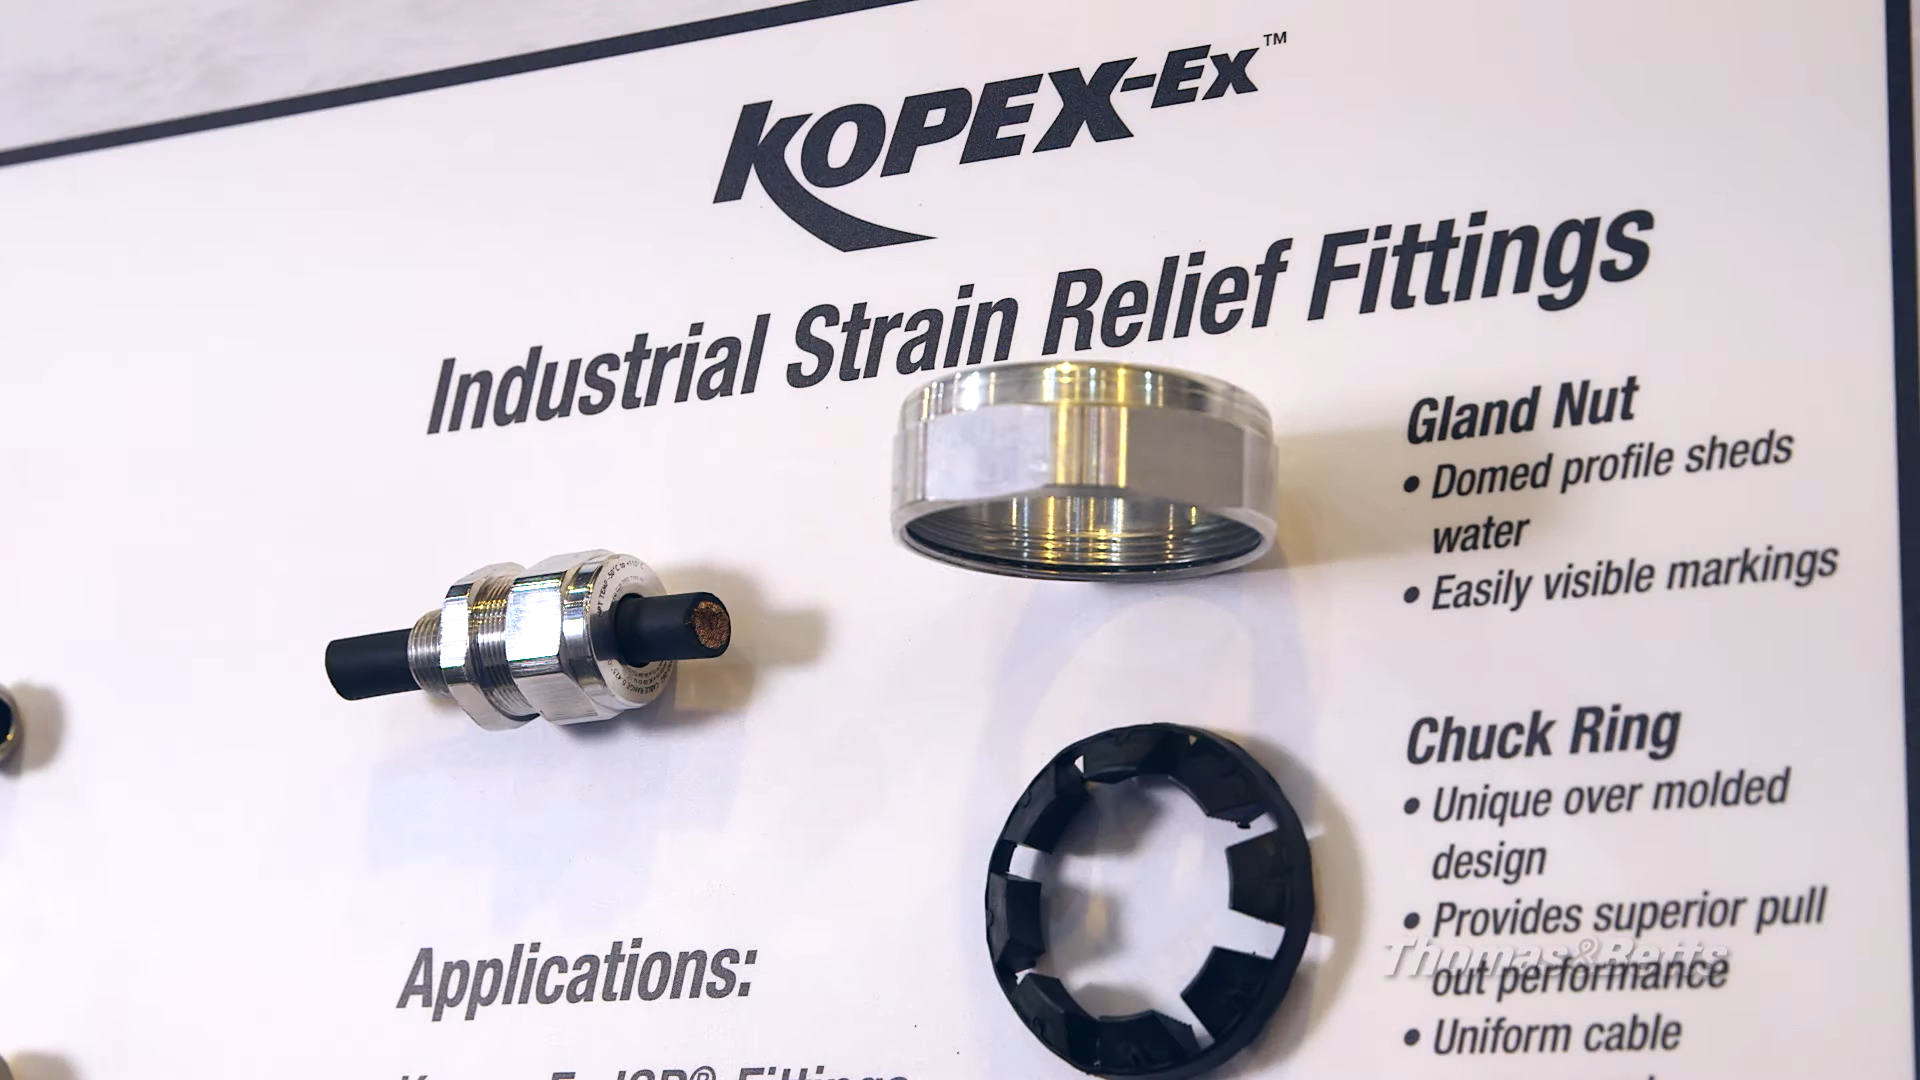 KOPEX-Ex™
Industrial Strain Relief Fittings
Gland Nut
• Domed profile sheds
water
• Easily visible markings
Chuck Ring
• Unique over molded
design
• Provides superior pull
out performance
• Uniform cable
Applications:
Thomas&Betts